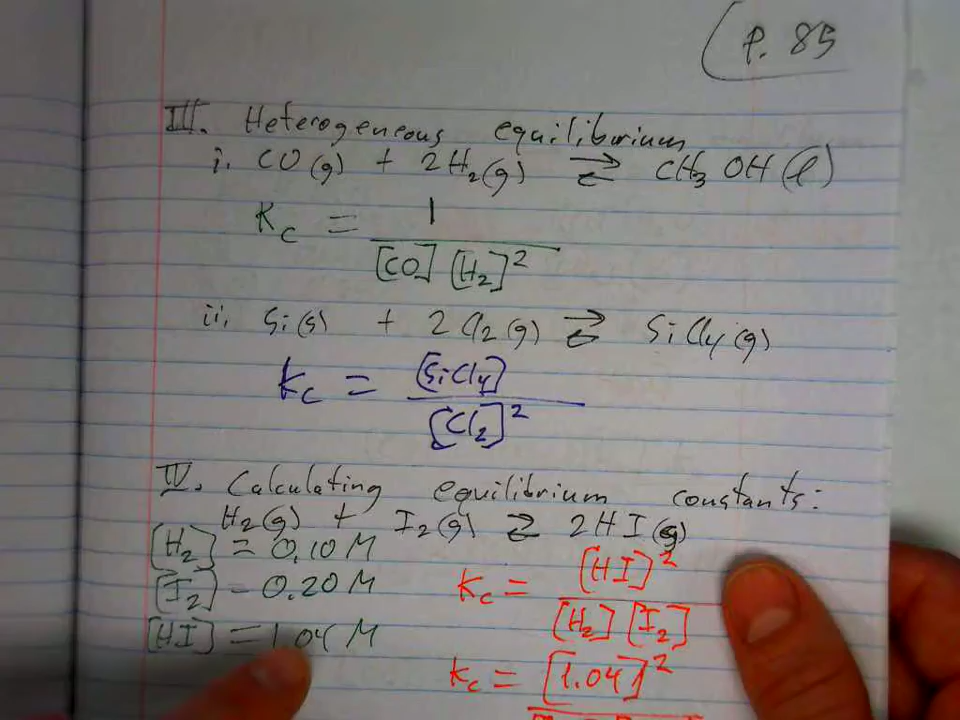 P. 85
III. Heterogeneous equilibrium
i. CO(g) + 2H₂(g) ⇄ CH₃OH(l)
Kc = 1 / [CO][H₂]²
ii. Si(s) + 2Cl₂(g) ⇄ SiCl₄(g)
Kc = [SiCl₄] / [Cl₂]²
IV. Calculating equilibrium constants:
H₂(g) + I₂(g) ⇄ 2HI(g)
[H₂] = 0.10 M
[I₂] = 0.20 M
[HI] = 1.04 M
Kc = [HI]² / [H₂][I₂]
Kc = [1.04]²